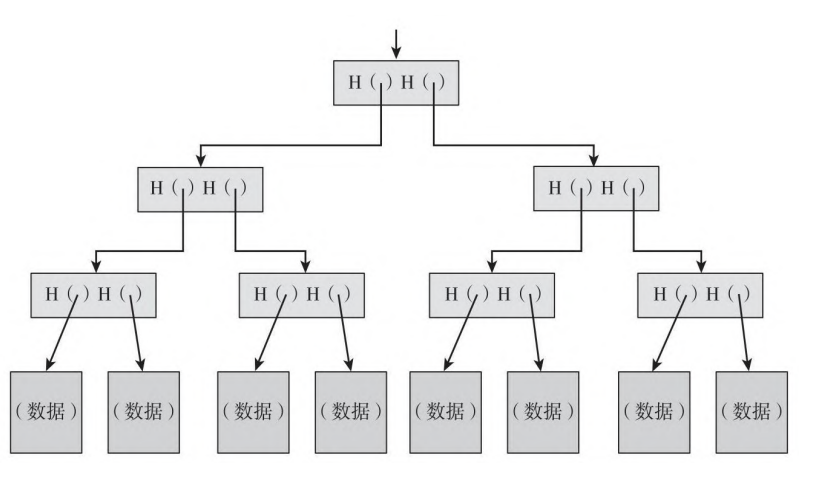 H ( ) H ( )
H ( ) H ( ) H ( ) H ( )
H ( ) H ( ) H ( ) H ( ) H ( ) H ( ) H ( ) H ( )
(数据) (数据) (数据) (数据) (数据) (数据) (数据) (数据)